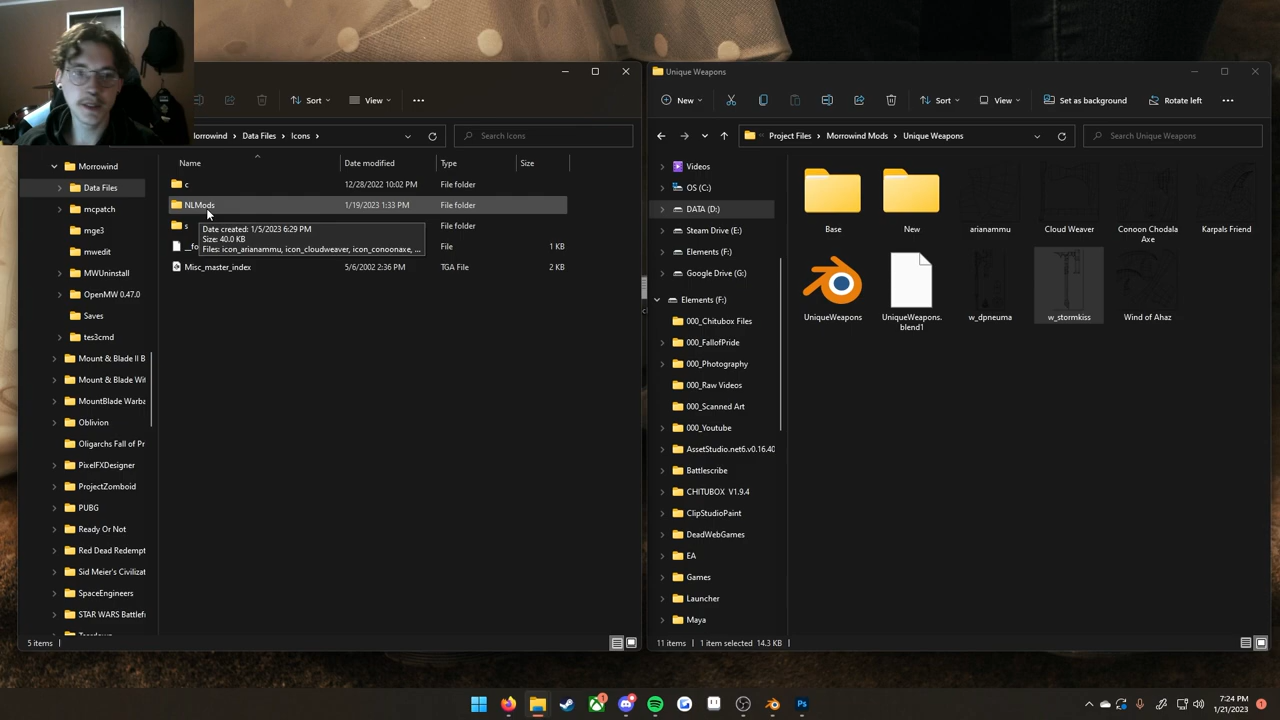 Sort
View
orrowind > Data Files > Icons >
Search Icons
Morrowind
Data Files
mcpatch
mge3
mwedit
MWUninstall
OpenMW 0.47.0
Saves
tes3cmd
Mount & Blade II B
Mount & Blade Wit
MountBlade Warba
Oblivion
Oligarchs Fall of Pr
PixelFXDesigner
ProjectZomboid
PUBG
Ready Or Not
Red Dead Redempt
Sid Meier's Civilizat
SpaceEngineers
STAR WARS Battlefr
Name Date modified Type Size
c 12/28/2022 10:02 PM File folder
NLMods 1/19/2023 1:33 PM File folder
s File folder
Date created: 1/5/2023 6:29 PM
Size: 40.0 KB
Files: icon_arianammu, icon_cloudweaver, icon_conoonaxe, ...
__fo File 1 KB
Misc_master_index 5/6/2002 2:36 PM TGA File 2 KB
5 items
Unique Weapons
New Sort View Set as background Rotate left
Project Files > Morrowind Mods > Unique Weapons
Search Unique Weapons
Videos
OS (C:)
DATA (D:)
Steam Drive (E:)
Elements (F:)
Google Drive (G:)
Elements (F:)
000_Chitubox Files
000_FallofPride
000_Photography
000_Raw Videos
000_Scanned Art
000_Youtube
AssetStudio.net6.v0.16.40
Battlescribe
CHITUBOX V1.9.4
ClipStudioPaint
DeadWebGames
EA
Games
Launcher
Maya
Base
New
arianammu
Cloud Weaver
Conoon Chodala
Axe
Karpals Friend
UniqueWeapons
UniqueWeapons.
blend1
w_dpneuma
w_stormkiss
Wind of Ahaz
11 items 1 item selected 14.3 KB
7:24 PM
1/21/2023